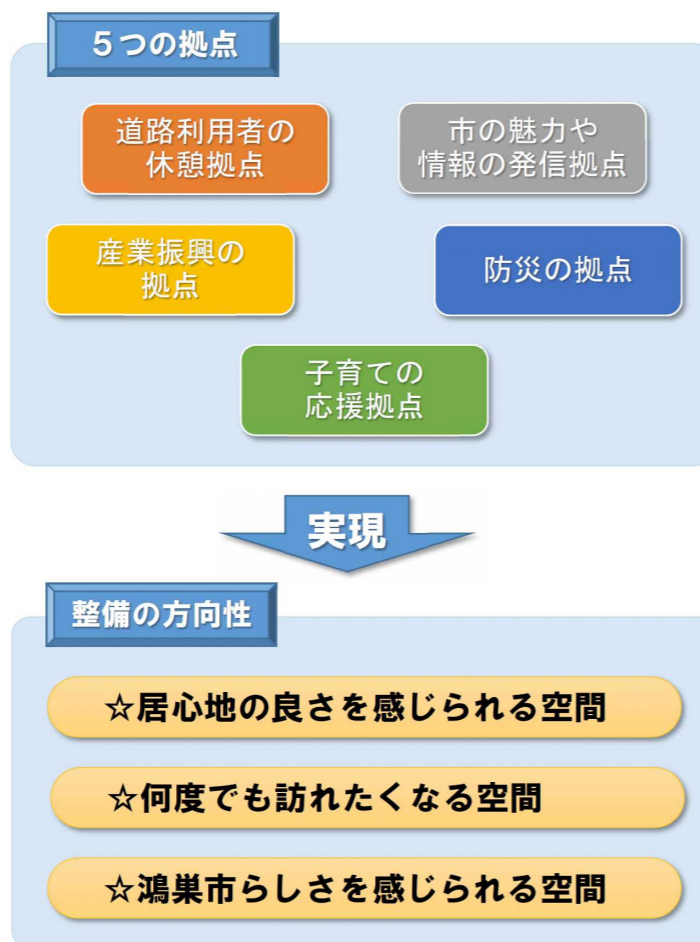 5つの拠点
道路利用者の
休憩拠点
市の魅力や
情報の発信拠点
産業振興の
拠点
防災の拠点
子育ての
応援拠点
実現
整備の方向性
☆居心地の良さを感じられる空間
☆何度でも訪れたくなる空間
☆鴻巣市らしさを感じられる空間